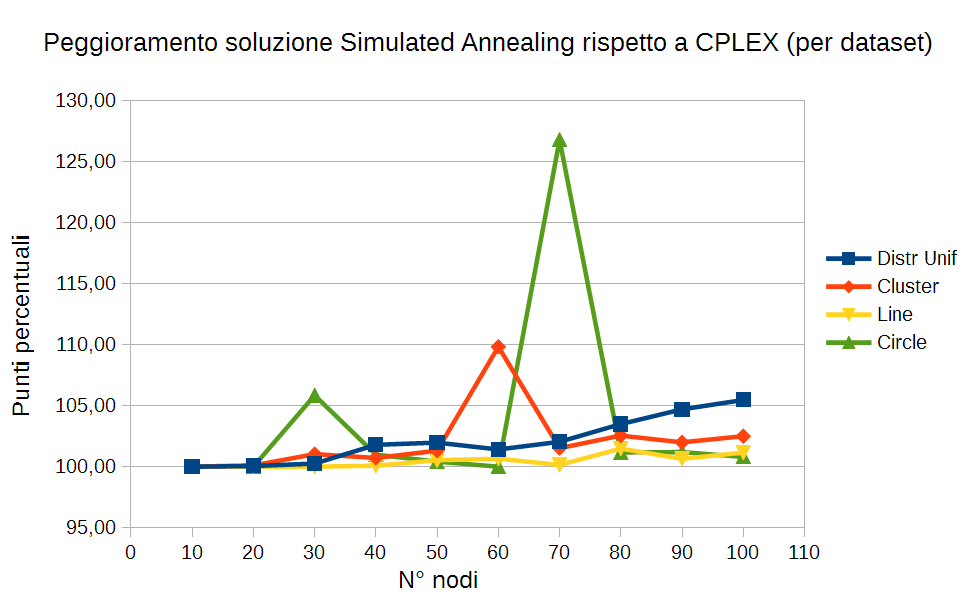 Peggioramento soluzione Simulated Annealing rispetto a CPLEX (per dataset)
130,00
125,00
120,00
115,00
110,00
105,00
100,00
95,00
Punti percentuali
0 10 20 30 40 50 60 70 80 90 100 110
N° nodi
Distr Unif
Cluster
Line
Circle